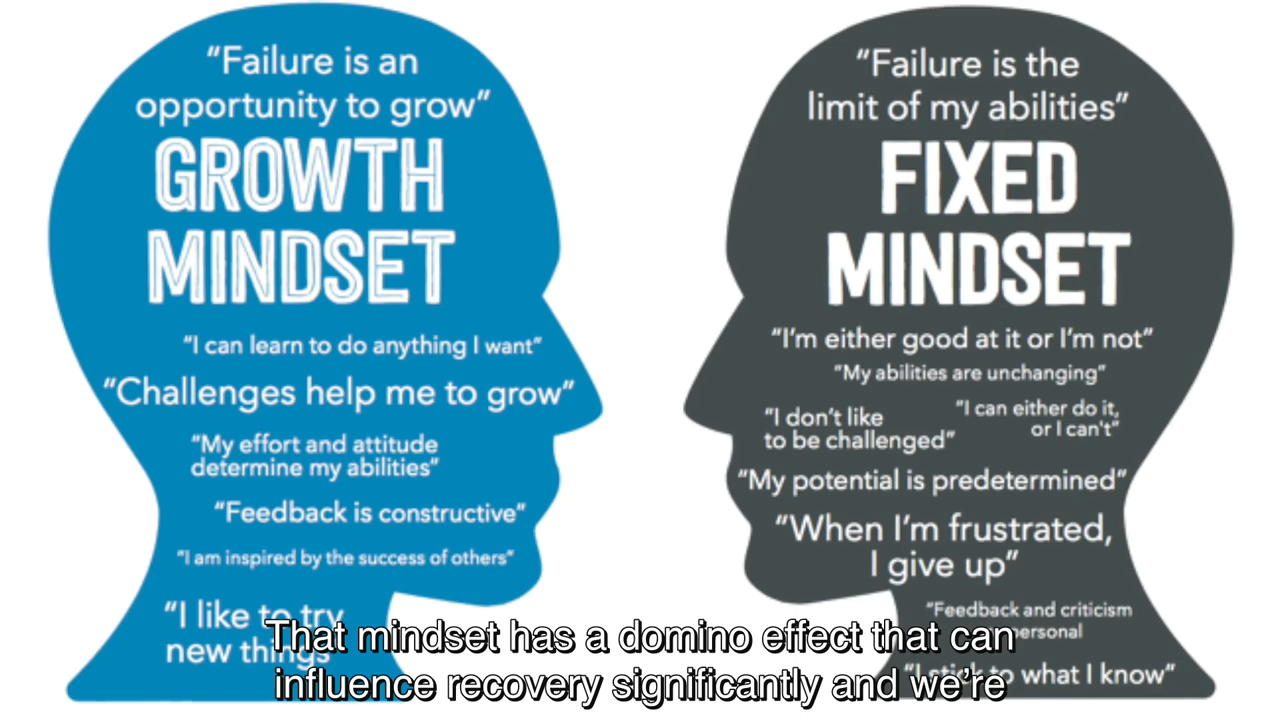 “Failure is an
opportunity to grow”
GROWTH
MINDSET
“I can learn to do anything I want”
“Challenges help me to grow”
“My effort and attitude
determine my abilities”
“Feedback is constructive”
“I am inspired by the success of others”
“I like to try
new things”
“Failure is the
limit of my abilities”
FIXED
MINDSET
“I’m either good at it or I’m not”
“My abilities are unchanging”
“I don’t like
to be challenged”
“I can either do it,
or I can't”
“My potential is predetermined”
“When I’m frustrated,
I give up”
“Feedback and criticism
personal
“I stick to what I know”
That mindset has a domino effect that can
influence recovery significantly and we’re